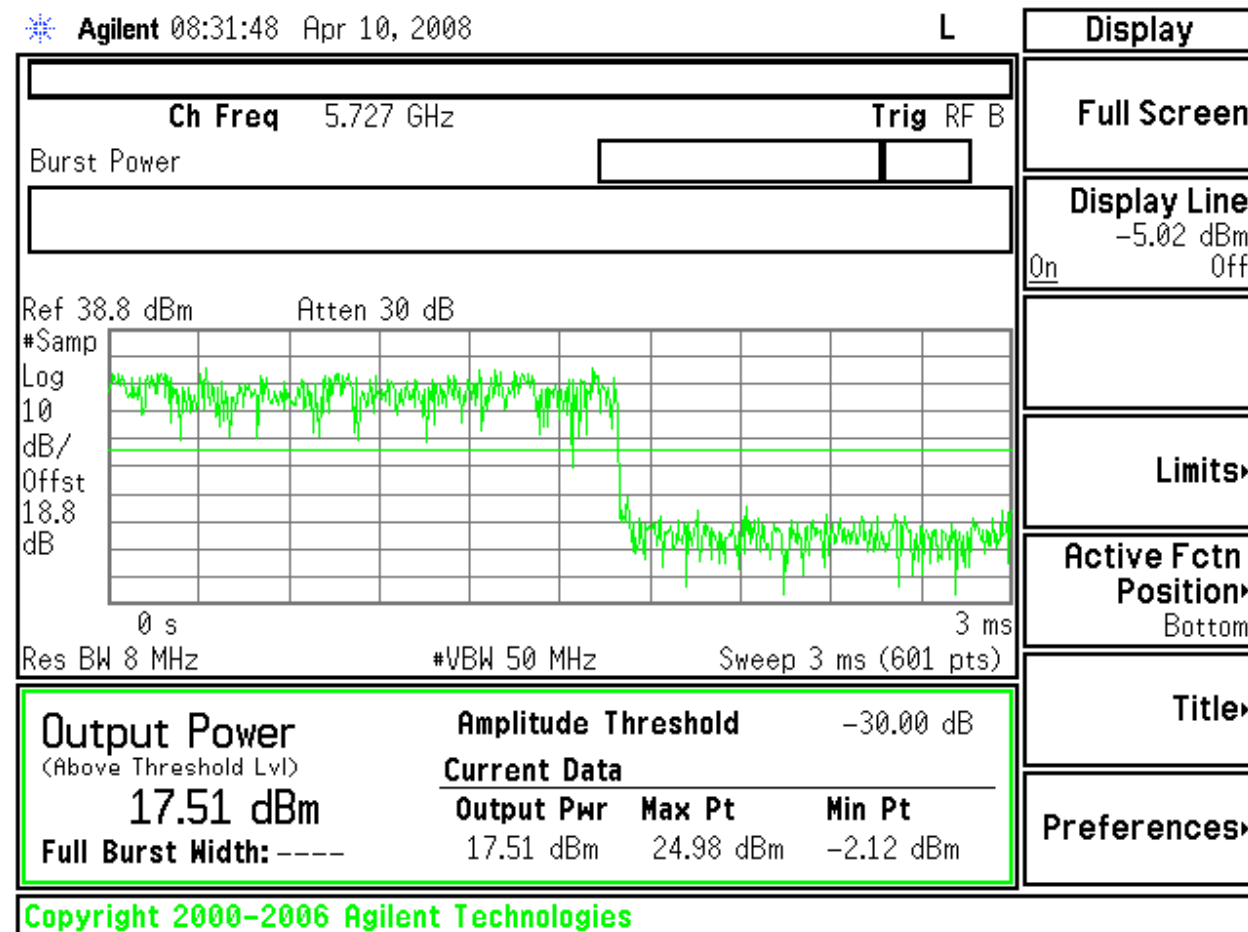 Agilent 08:31:48 Apr 10, 2008 L
Display
Ch Freq 5.727 GHz Trig RF B
Full Screen
Burst Power
Display Line
-5.02 dBm
On Off
Ref 38.8 dBm Atten 30 dB
#Samp
Log
10
dB/
Offst
18.8
dB
Limits
Active Fctn
Position
Bottom
0 s 3 ms
Res BW 8 MHz #VBW 50 MHz Sweep 3 ms (601 pts)
Title
Output Power
(Above Threshold Lvl)
17.51 dBm
Full Burst Width: ----
Amplitude Threshold -30.00 dB
Current Data
Output Pwr Max Pt Min Pt
17.51 dBm 24.98 dBm -2.12 dBm
Preferences
Copyright 2000-2006 Agilent Technologies